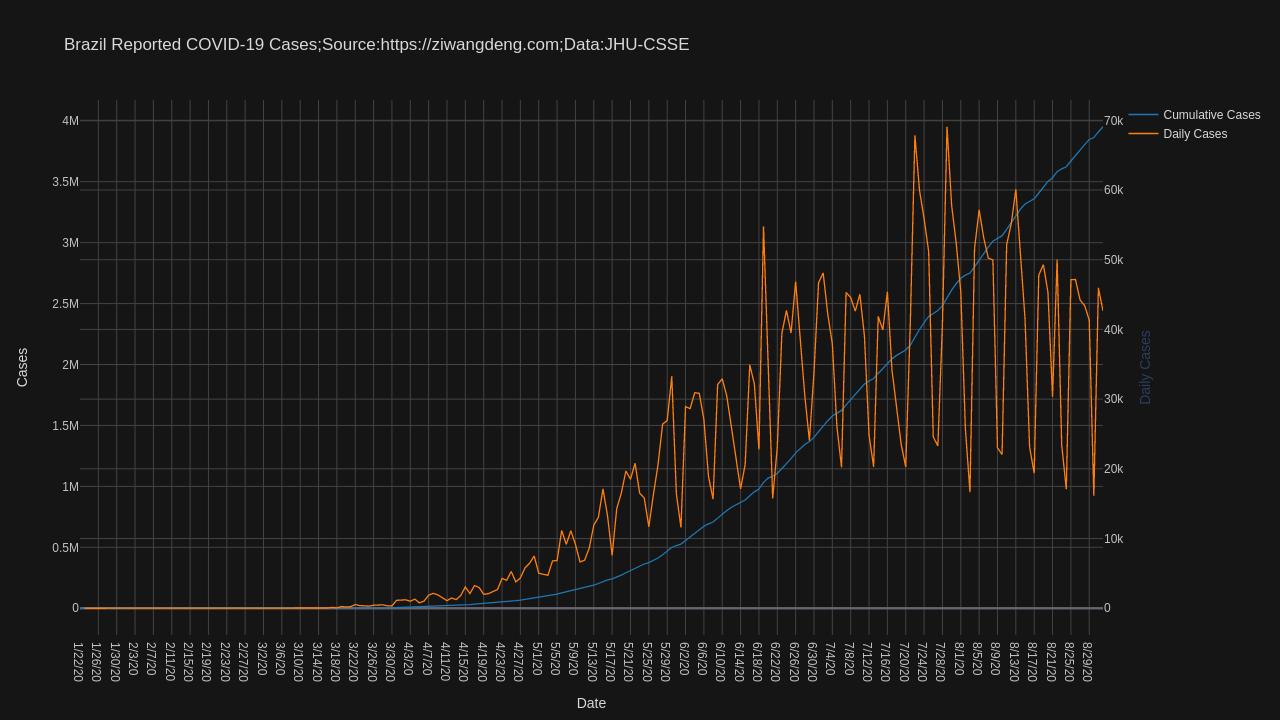 Brazil Reported COVID-19 Cases;Source:https://ziwangdeng.com;Data:JHU-CSSE
Cumulative Cases
Daily Cases
4M
3.5M
3M
2.5M
2M
1.5M
1M
0.5M
0
Cases
70k
60k
50k
40k
30k
20k
10k
0
Daily Cases
1/22/20
1/26/20
1/30/20
2/3/20
2/7/20
2/11/20
2/15/20
2/19/20
2/23/20
2/27/20
3/2/20
3/6/20
3/10/20
3/14/20
3/18/20
3/22/20
3/26/20
3/30/20
4/3/20
4/7/20
4/11/20
4/15/20
4/19/20
4/23/20
4/27/20
5/1/20
5/5/20
5/9/20
5/13/20
5/17/20
5/21/20
5/25/20
5/29/20
6/2/20
6/6/20
6/10/20
6/14/20
6/18/20
6/22/20
6/26/20
6/30/20
7/4/20
7/8/20
7/12/20
7/16/20
7/20/20
7/24/20
7/28/20
8/1/20
8/5/20
8/9/20
8/13/20
8/17/20
8/21/20
8/25/20
8/29/20
Date